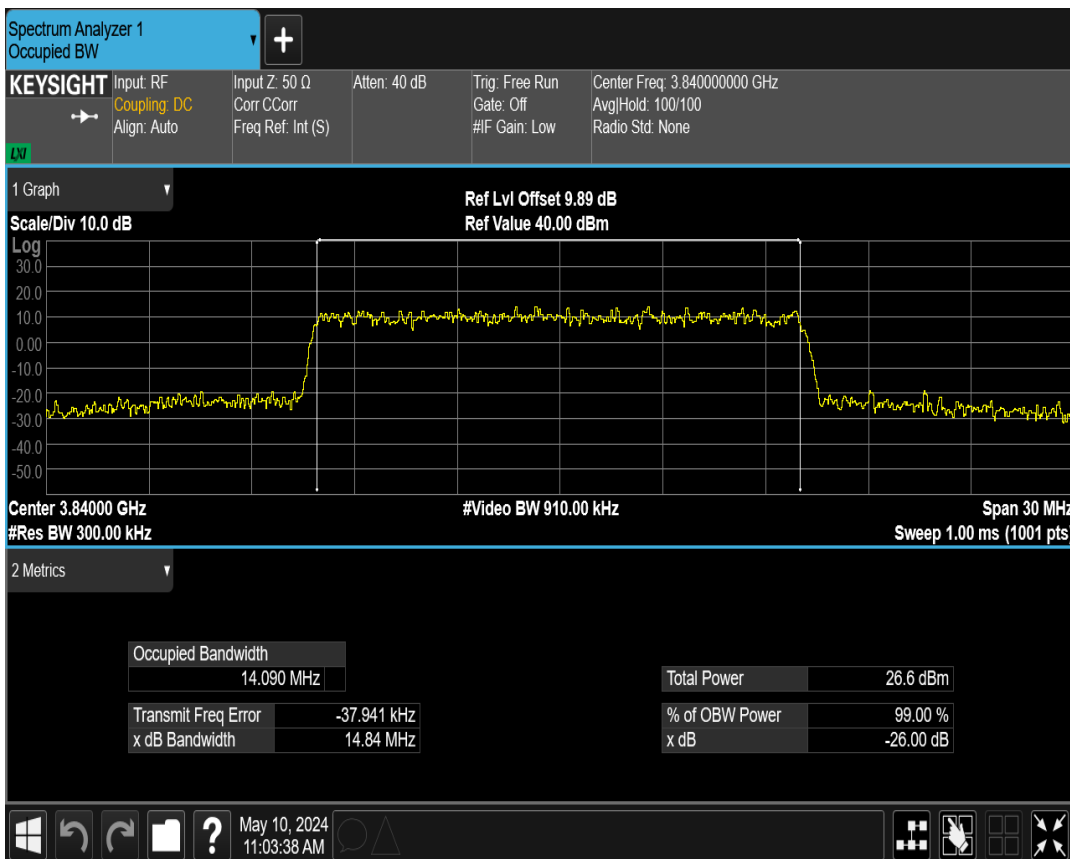 Spectrum Analyzer 1
Occupied BW
+
KEYSIGHT
LXI
Input: RF
Coupling: DC
Align: Auto
Input Z: 50 Ω
Corr CCorr
Freq Ref: Int (S)
Atten: 40 dB
Trig: Free Run
Gate: Off
#IF Gain: Low
Center Freq: 3.840000000 GHz
Avg|Hold: 100/100
Radio Std: None
1 Graph
Scale/Div 10.0 dB
Ref Lvl Offset 9.89 dB
Ref Value 40.00 dBm
Log
30.0
20.0
10.0
0.00
-10.0
-20.0
-30.0
-40.0
-50.0
Center 3.84000 GHz
#Video BW 910.00 kHz
Span 30 MHz
#Res BW 300.00 kHz
Sweep 1.00 ms (1001 pts)
2 Metrics
Occupied Bandwidth
14.090 MHz
Total Power 26.6 dBm
Transmit Freq Error -37.941 kHz
% of OBW Power 99.00 %
x dB Bandwidth 14.84 MHz
x dB -26.00 dB
?
May 10, 2024
11:03:38 AM